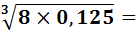 ∛(8 × 0,125) =